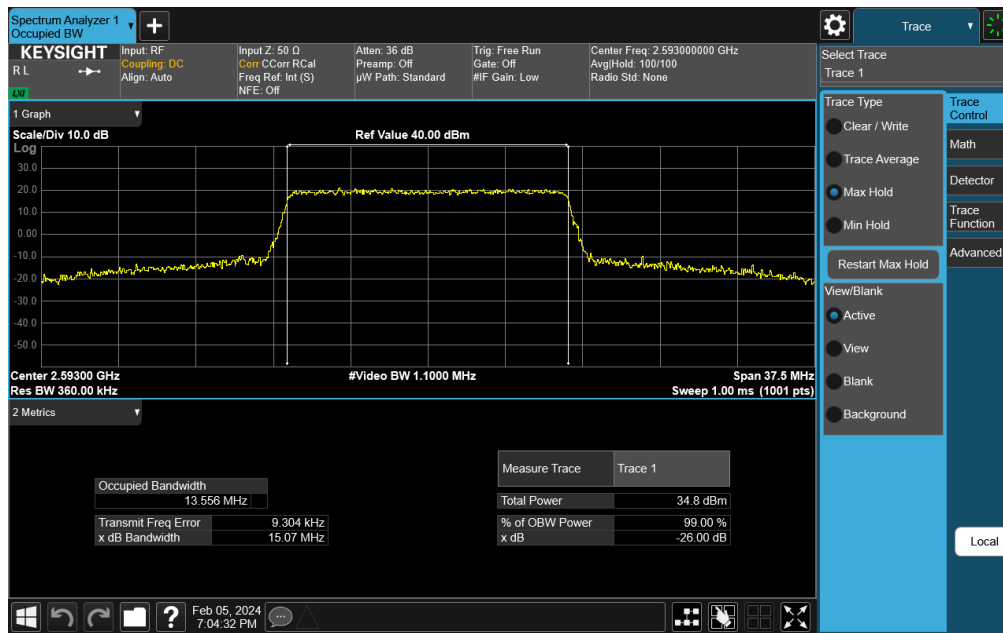 Spectrum Analyzer 1
Occupied BW
KEYSIGHT
R L
LXI
Input: RF
Coupling: DC
Align: Auto
Input Z: 50 Ω
Corr CCorr RCal
Freq Ref: Int (S)
NFE: Off
Atten: 36 dB
Preamp: Off
µW Path: Standard
Trig: Free Run
Gate: Off
#IF Gain: Low
Center Freq: 2.593000000 GHz
Avg|Hold: 100/100
Radio Std: None
1 Graph
Scale/Div 10.0 dB
Ref Value 40.00 dBm
Log
30.0
20.0
10.0
0.00
-10.0
-20.0
-30.0
-40.0
-50.0
Center 2.59300 GHz
#Video BW 1.1000 MHz
Span 37.5 MHz
Res BW 360.00 kHz
Sweep 1.00 ms (1001 pts)
2 Metrics
Measure Trace
Trace 1
Occupied Bandwidth
13.556 MHz
Total Power
34.8 dBm
Transmit Freq Error
9.304 kHz
% of OBW Power
99.00 %
x dB Bandwidth
15.07 MHz
x dB
-26.00 dB
?
Feb 05, 2024
7:04:32 PM
Trace
Select Trace
Trace 1
Trace Type
Clear / Write
Trace Average
Max Hold
Min Hold
Restart Max Hold
View/Blank
Active
View
Blank
Background
Trace
Control
Math
Detector
Trace
Function
Advanced
Local